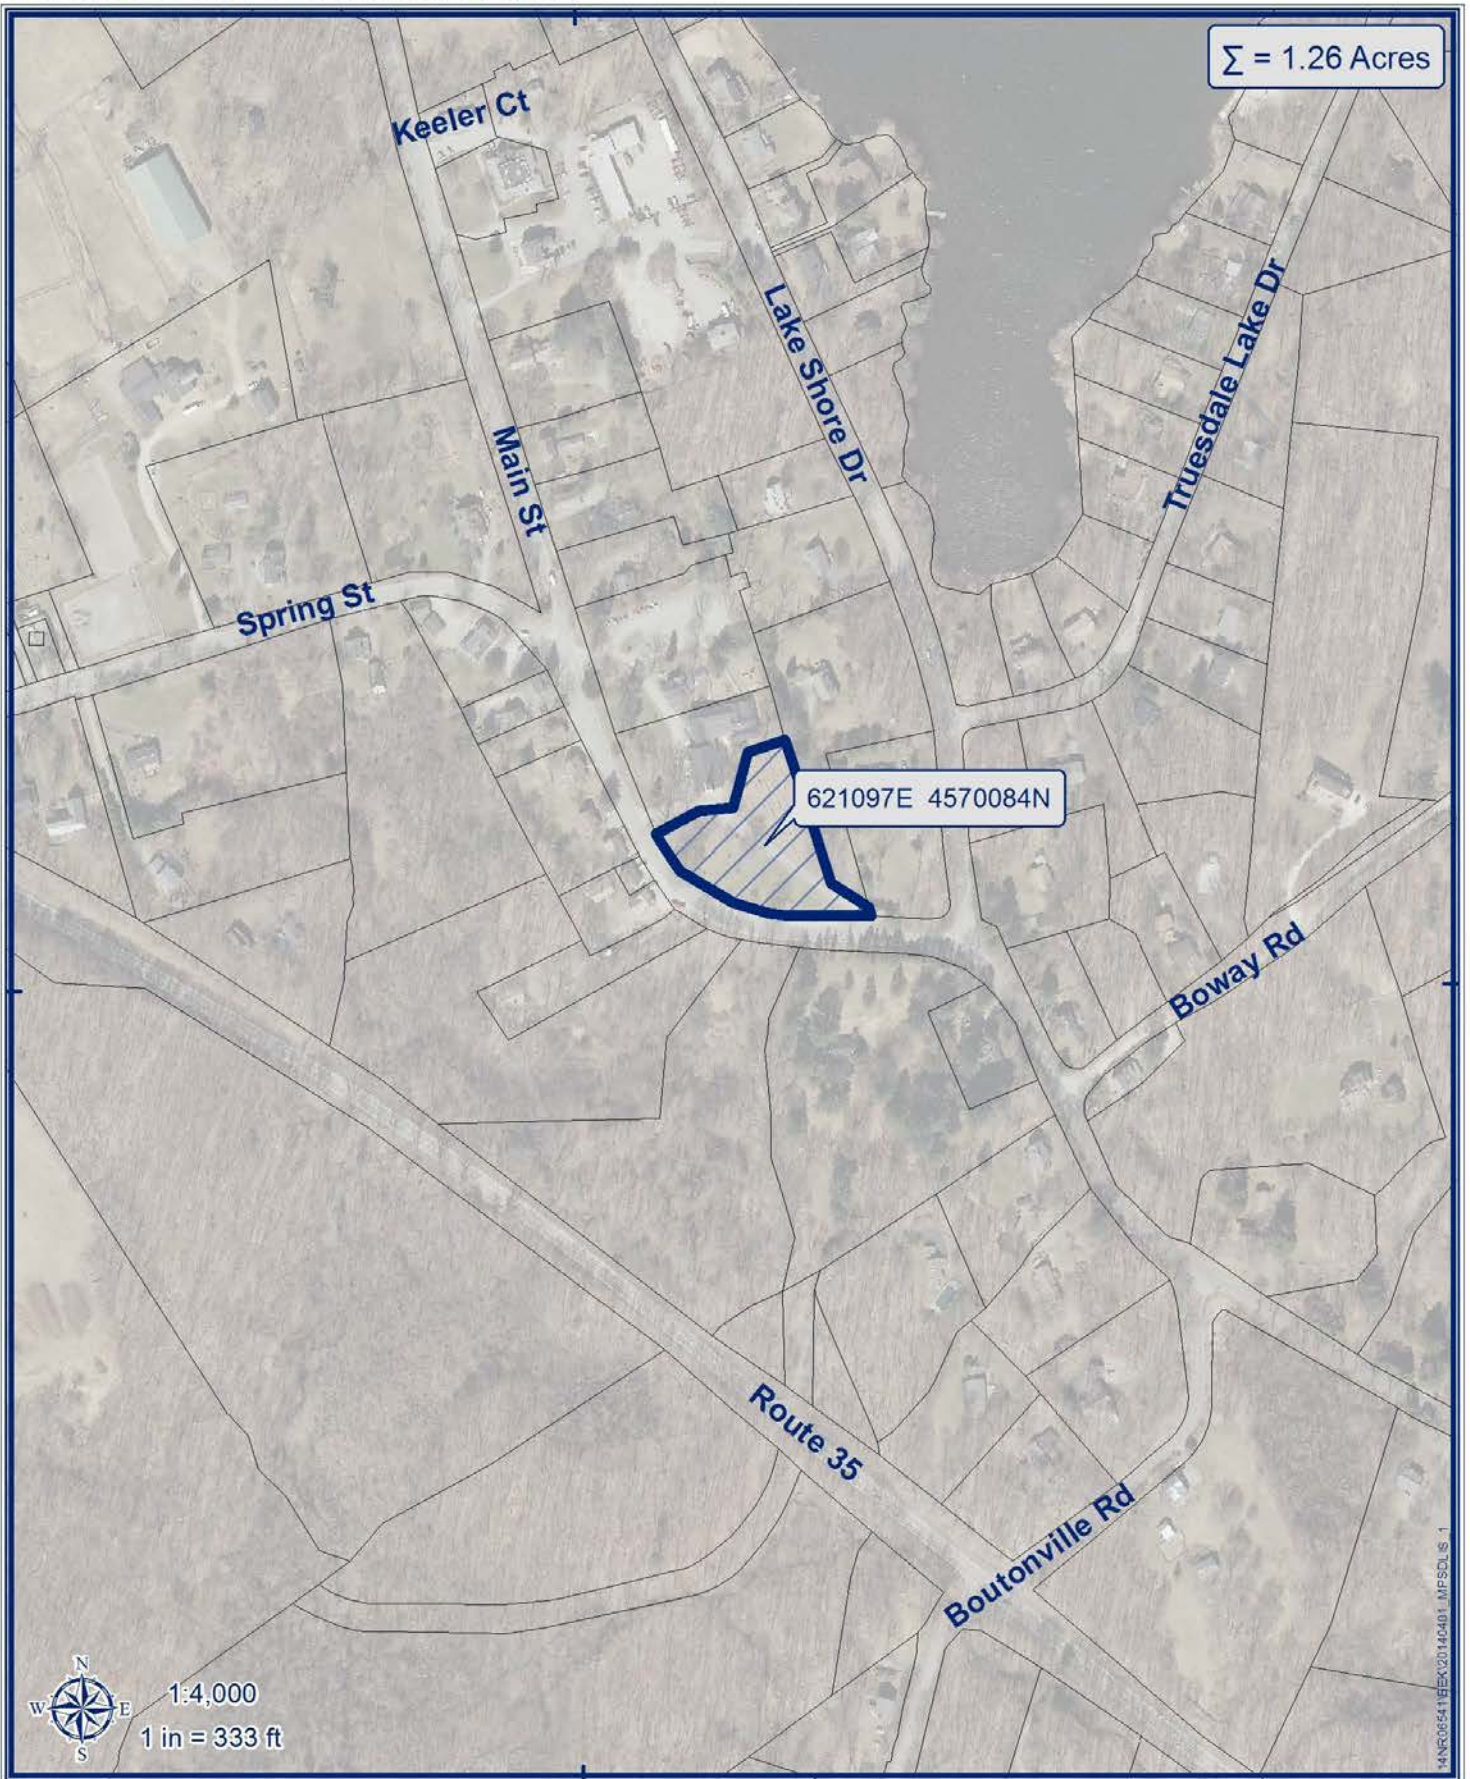 Σ = 1.26 Acres
Keeler Ct
Lake Shore Dr
Truesdale Lake Dr
Main St
Spring St
621097E 4570084N
Boway Rd
Route 35
Boutonville Rd
N
W E
S
1:4,000
1 in = 333 ft